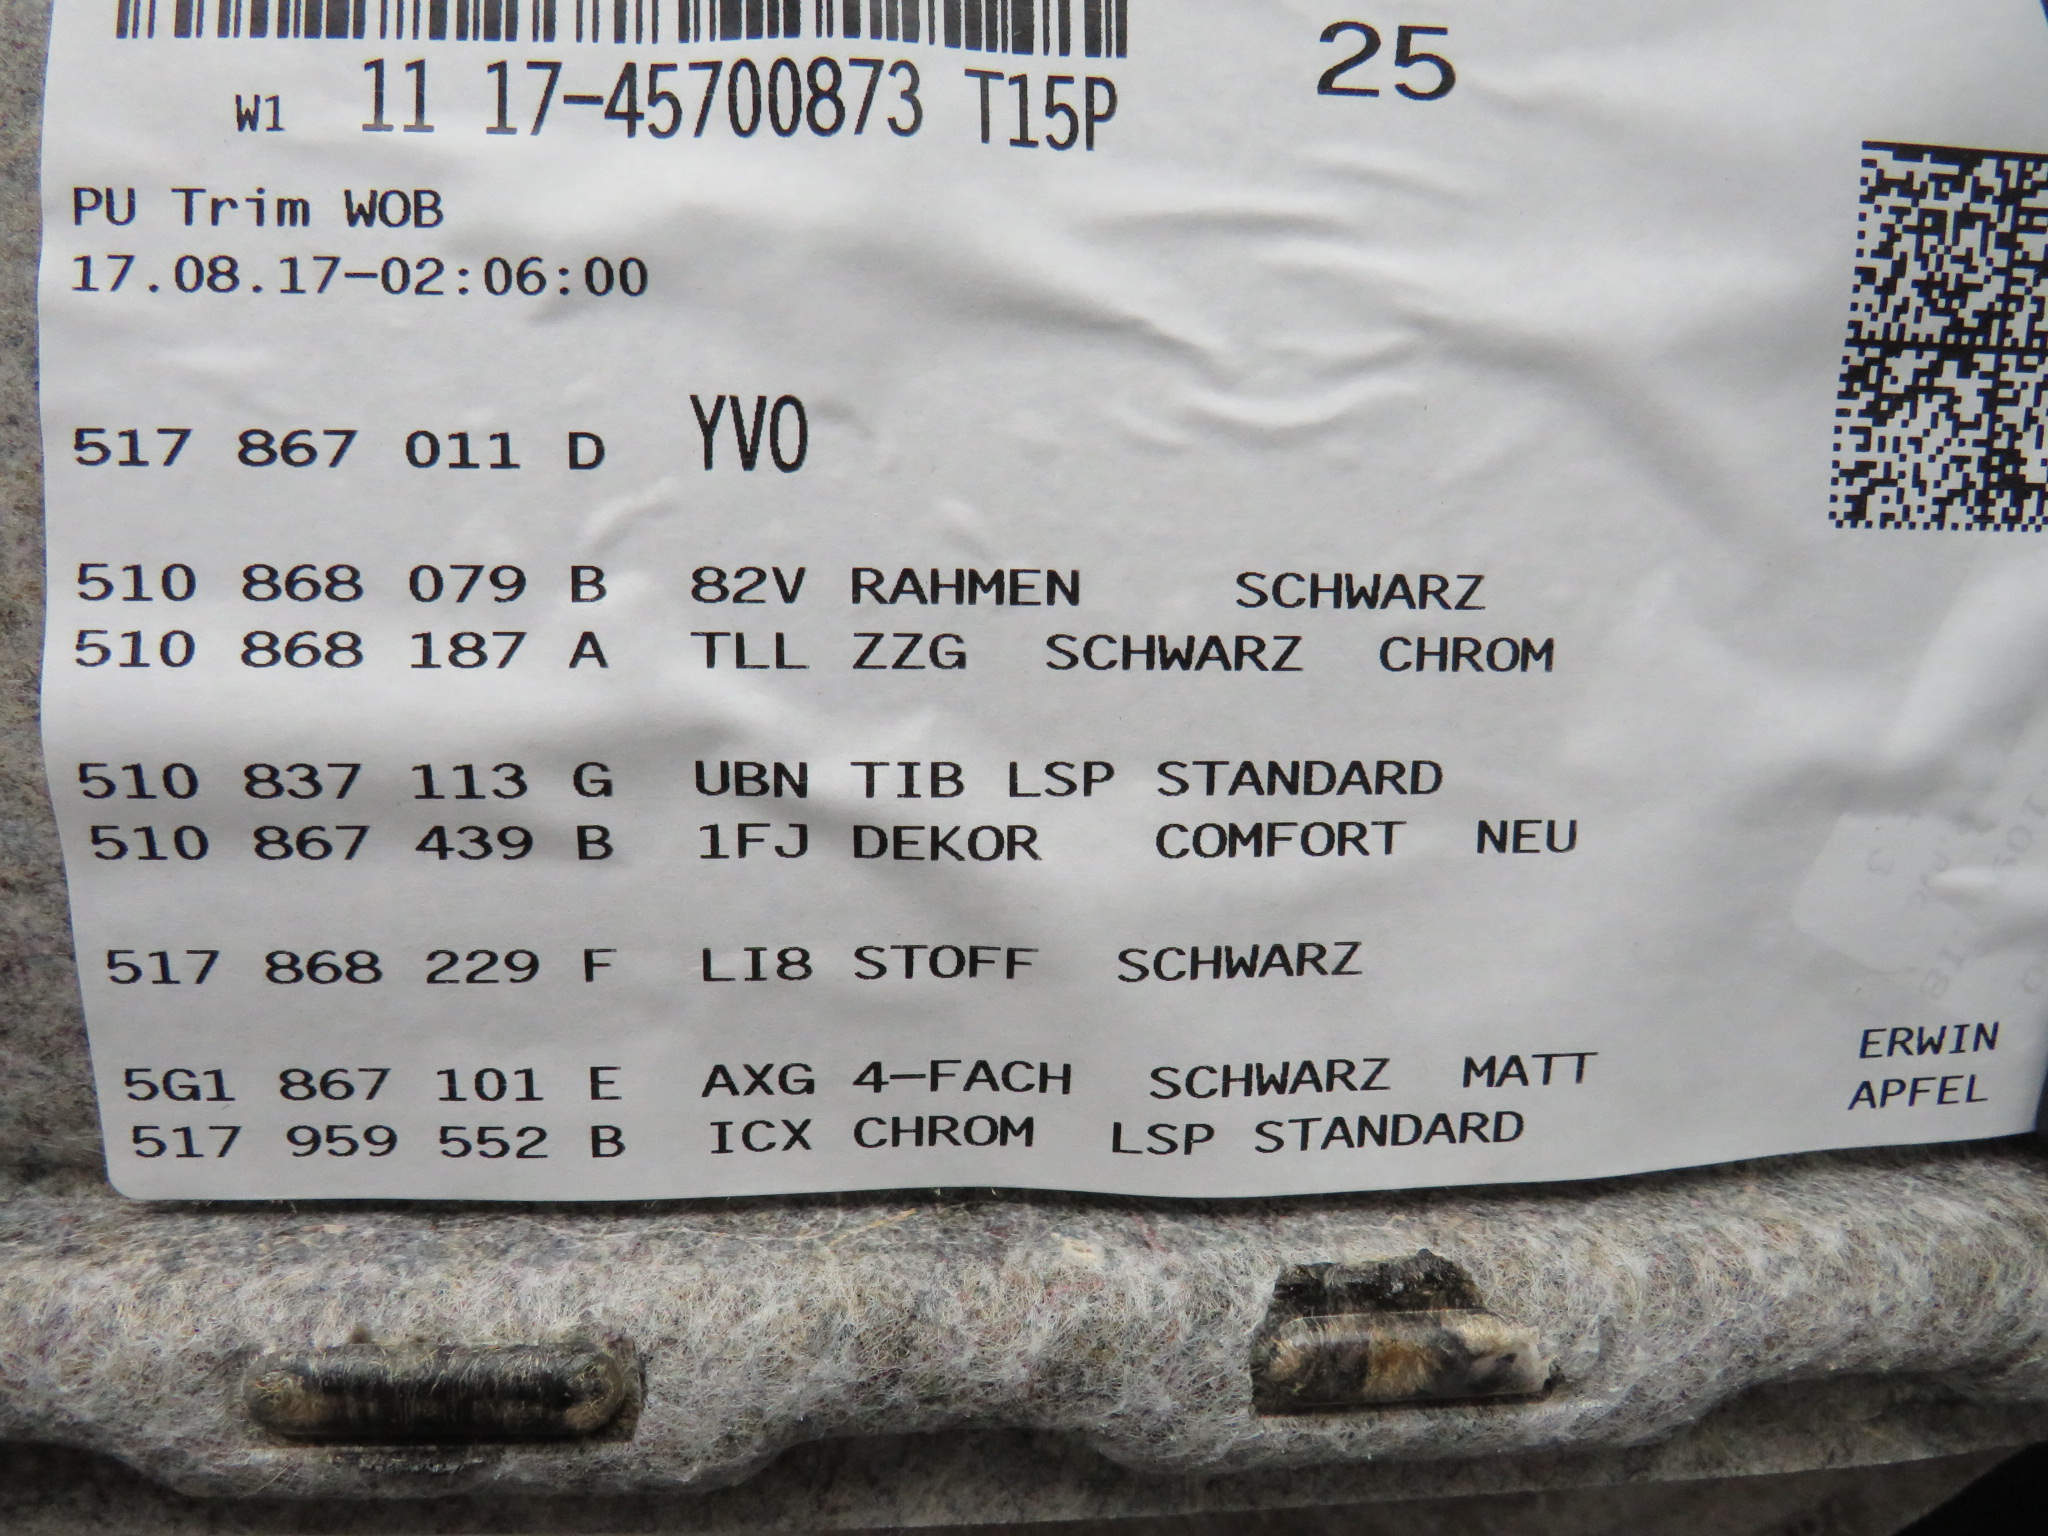 25
W1 11 17-45700873 T15P
PU Trim WOB
17.08.17-02:06:00
517 867 011 D YVO
510 868 079 B 82V RAHMEN SCHWARZ
510 868 187 A TLL ZZG SCHWARZ CHROM
510 837 113 G UBN TIB LSP STANDARD
510 867 439 B 1FJ DEKOR COMFORT NEU
517 868 229 F LI8 STOFF SCHWARZ
5G1 867 101 E AXG 4-FACH SCHWARZ MATT
517 959 552 B ICX CHROM LSP STANDARD
ERWIN
APFEL